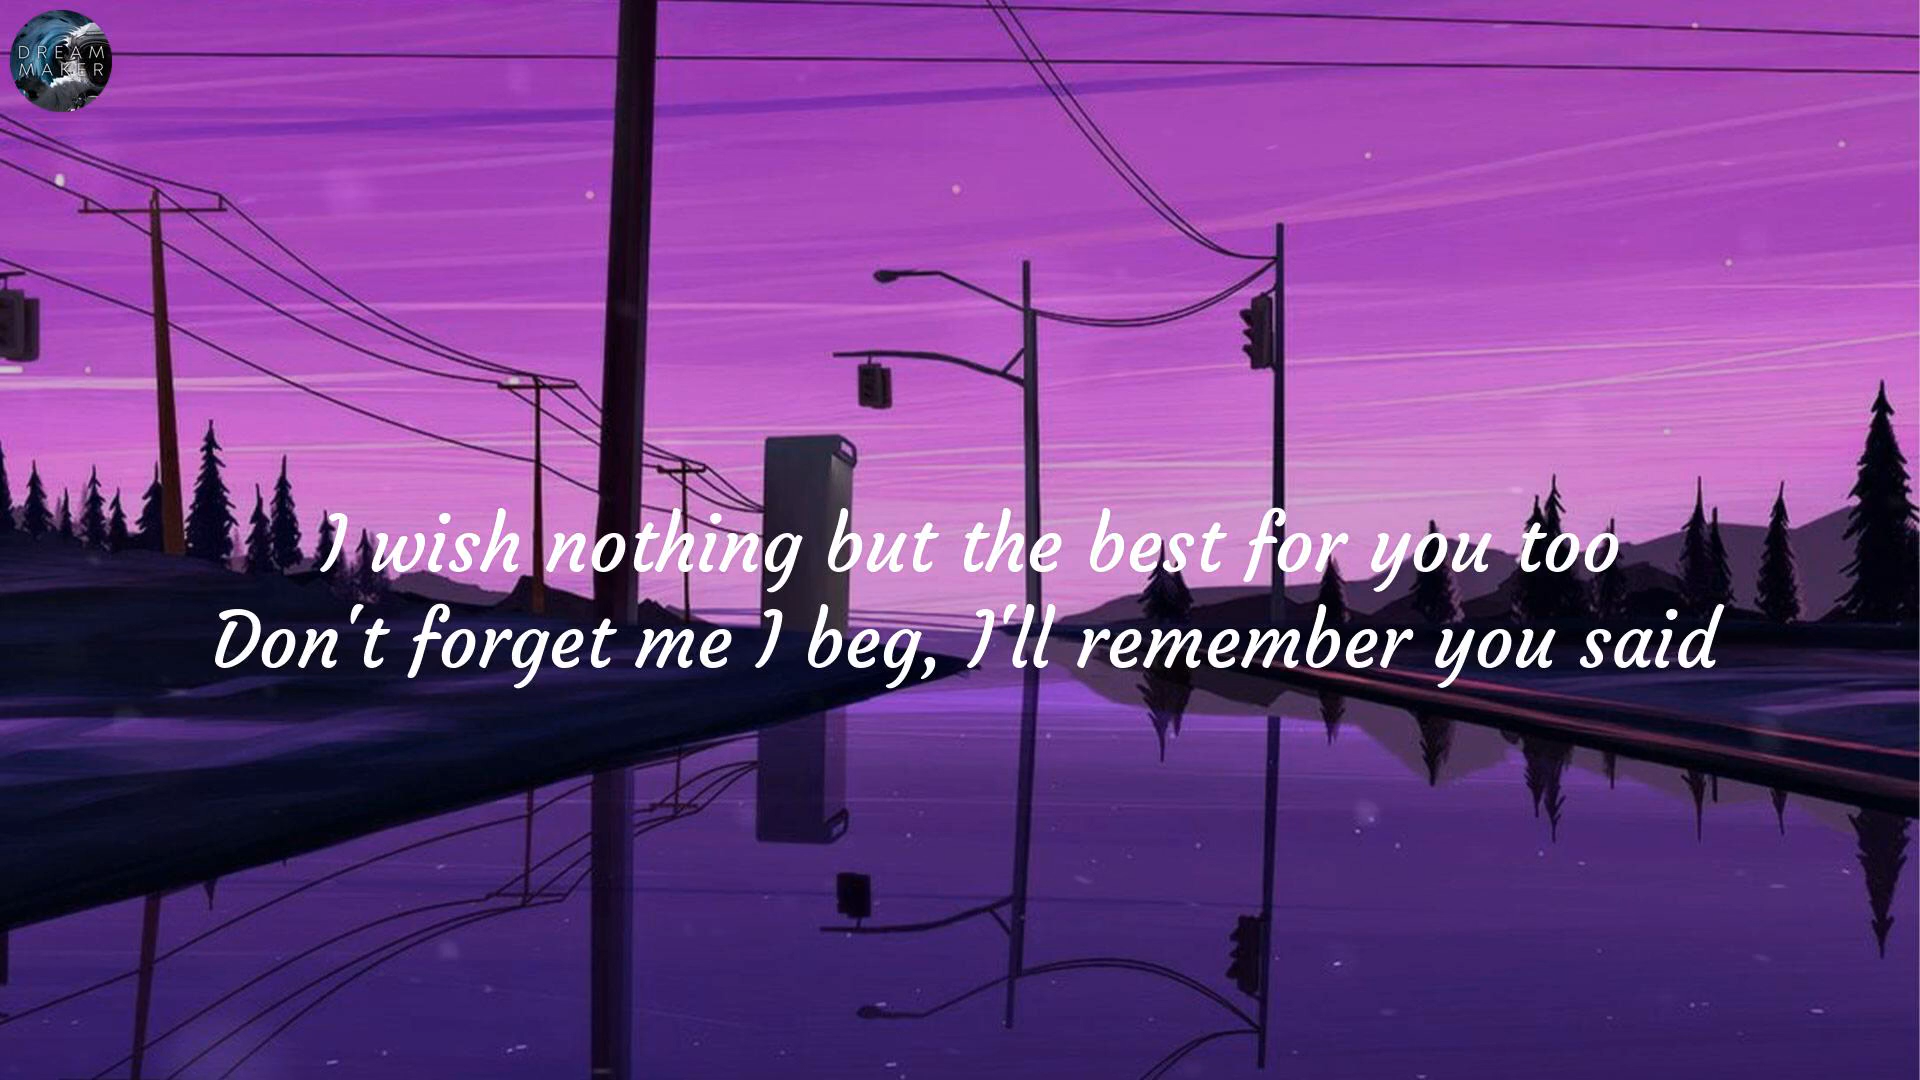 DREAM
MAKER
I wish nothing but the best for you too
Don't forget me I beg, I'll remember you said